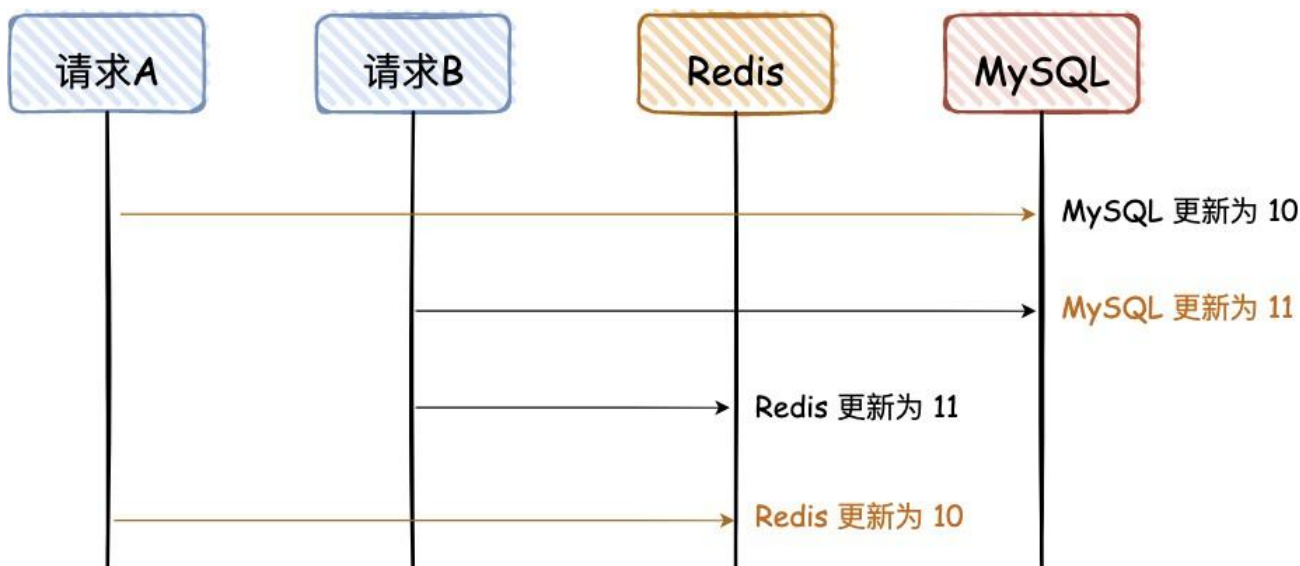 请求A
请求B
Redis
MySQL
MySQL 更新为 10
MySQL 更新为 11
Redis 更新为 11
Redis 更新为 10